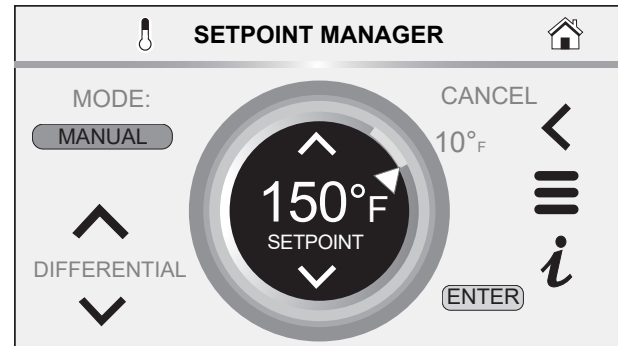 SETPOINT MANAGER
MODE:
MANUAL
CANCEL
10°F
150°F
SETPOINT
DIFFERENTIAL
i
ENTER